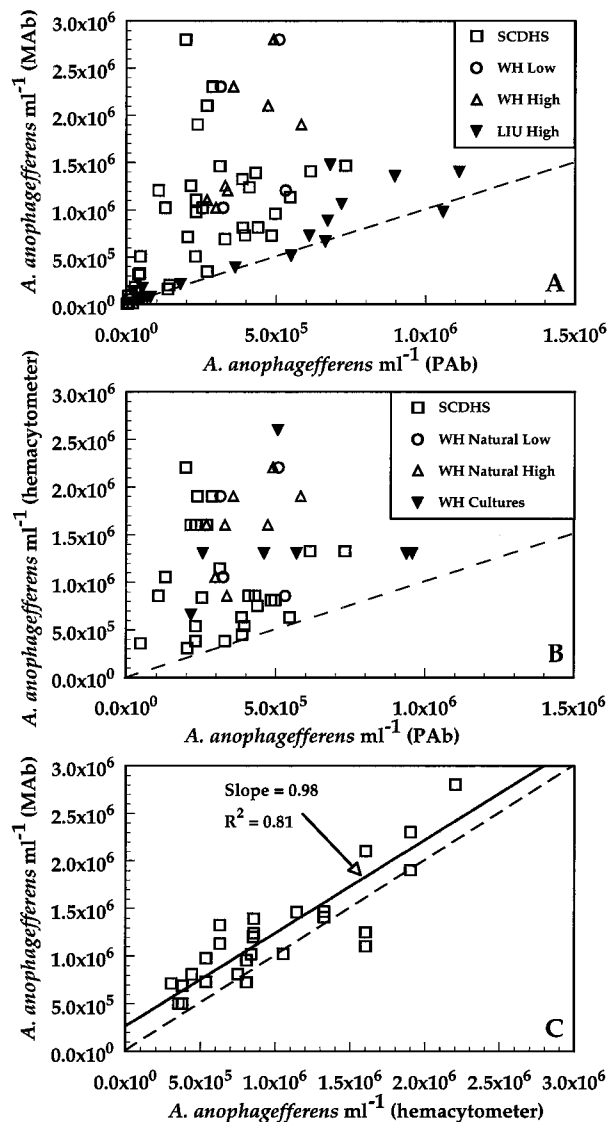 3.0x10⁶
2.5x10⁶
2.0x10⁶
1.5x10⁶
1.0x10⁶
5.0x10⁵
0.0x10⁰
A. anophagefferens ml⁻¹ (MAb)
SCDHS
WH Low
WH High
LIU High
A
0.0x10⁰ 5.0x10⁵ 1.0x10⁶ 1.5x10⁶
A. anophagefferens ml⁻¹ (PAb)
3.0x10⁶
2.5x10⁶
2.0x10⁶
1.5x10⁶
1.0x10⁶
5.0x10⁵
0.0x10⁰
A. anophagefferens ml⁻¹ (hemacytometer)
SCDHS
WH Natural Low
WH Natural High
WH Cultures
B
0.0x10⁰ 5.0x10⁵ 1.0x10⁶ 1.5x10⁶
A. anophagefferens ml⁻¹ (PAb)
3.0x10⁶
2.5x10⁶
2.0x10⁶
1.5x10⁶
1.0x10⁶
5.0x10⁵
0.0x10⁰
A. anophagefferens ml⁻¹ (MAb)
Slope = 0.98
R² = 0.81
C
0.0x10⁰ 5.0x10⁵ 1.0x10⁶ 1.5x10⁶ 2.0x10⁶ 2.5x10⁶ 3.0x10⁶
A. anophagefferens ml⁻¹ (hemacytometer)